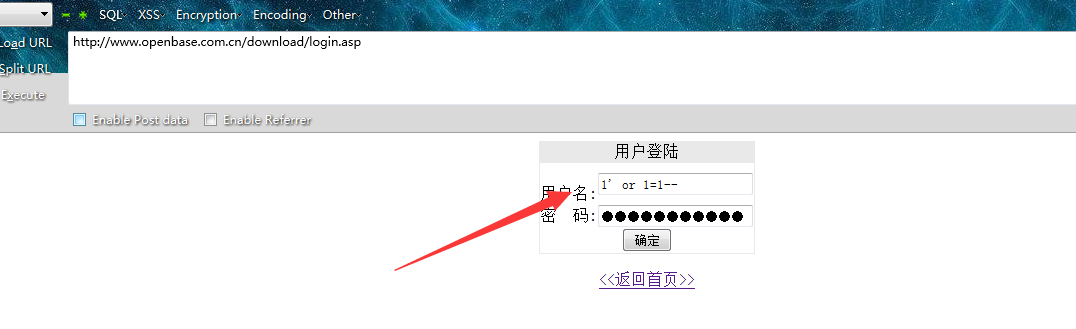 SQL XSS Encryption Encoding Other
Load URL
http://www.openbase.com.cn/download/login.asp
Split URL
Execute
Enable Post data Enable Referrer
用户登陆
用户名: 1' or 1=1--
密 码: ●●●●●●●●●●●
确定
<<返回首页>>